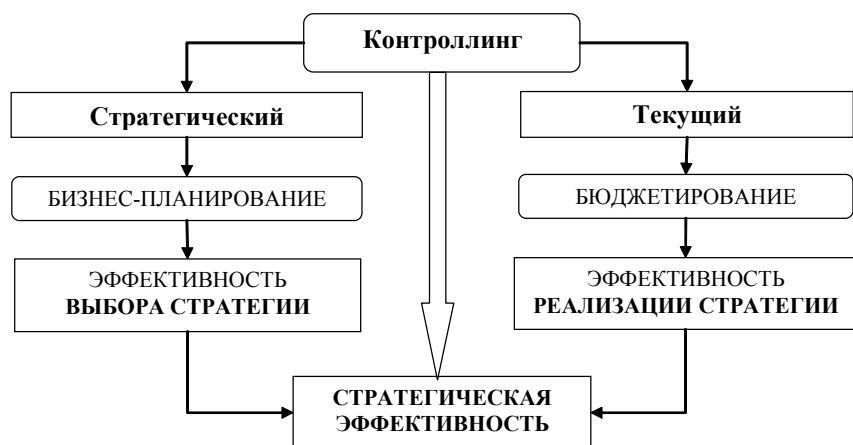 Контроллинг
Стратегический
Текущий
БИЗНЕС-ПЛАНИРОВАНИЕ
БЮДЖЕТИРОВАНИЕ
ЭФФЕКТИВНОСТЬ
ВЫБОРА СТРАТЕГИИ
ЭФФЕКТИВНОСТЬ
РЕАЛИЗАЦИИ СТРАТЕГИИ
СТРАТЕГИЧЕСКАЯ
ЭФФЕКТИВНОСТЬ